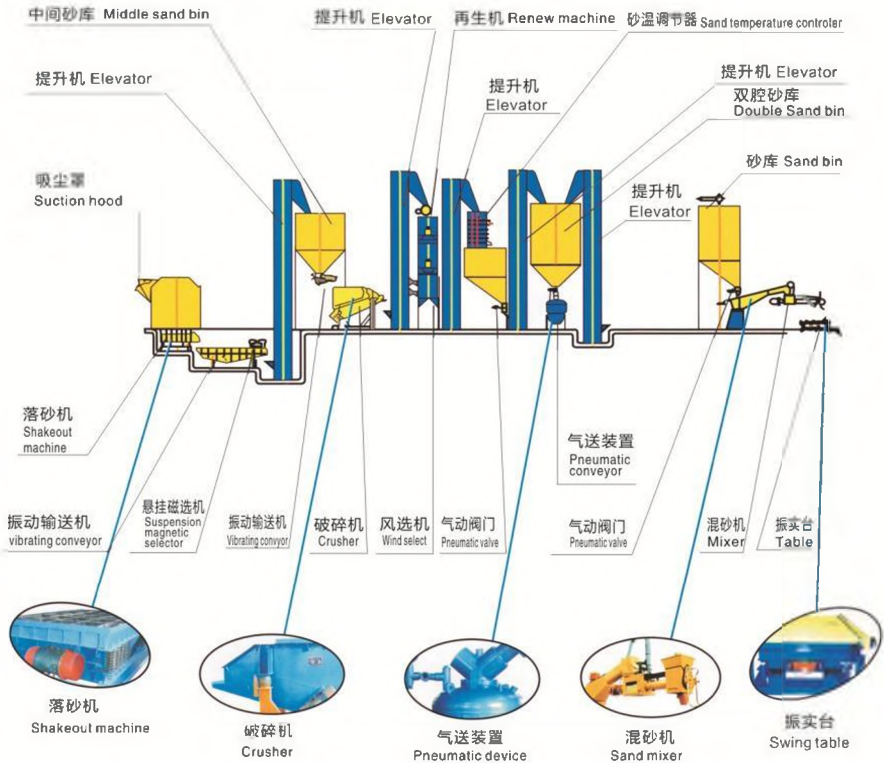 中间砂库 Middle sand bin
提升机 Elevator
再生机 Renew machine
砂温调节器 Sand temperature controler
提升机 Elevator
提升机
Elevator
提升机 Elevator
双腔砂库
Double Sand bin
砂库 Sand bin
吸尘罩
Suction hood
提升机
Elevator
落砂机
Shakeout
machine
气送装置
Pneumatic
conveyor
振动输送机
vibrating conveyor
悬挂磁选机
Suspension
magnetic
selector
振动输送机
Vibrating convyor
破碎机
Crusher
风选机
Wind select
气动阀门
Pneumatic valve
气动阀门
Pneumatic valve
混砂机
Mixer
振实台
Table
落砂机
Shakeout machine
破碎机
Crusher
气送装置
Pneumatic device
混砂机
Sand mixer
振实台
Swing table